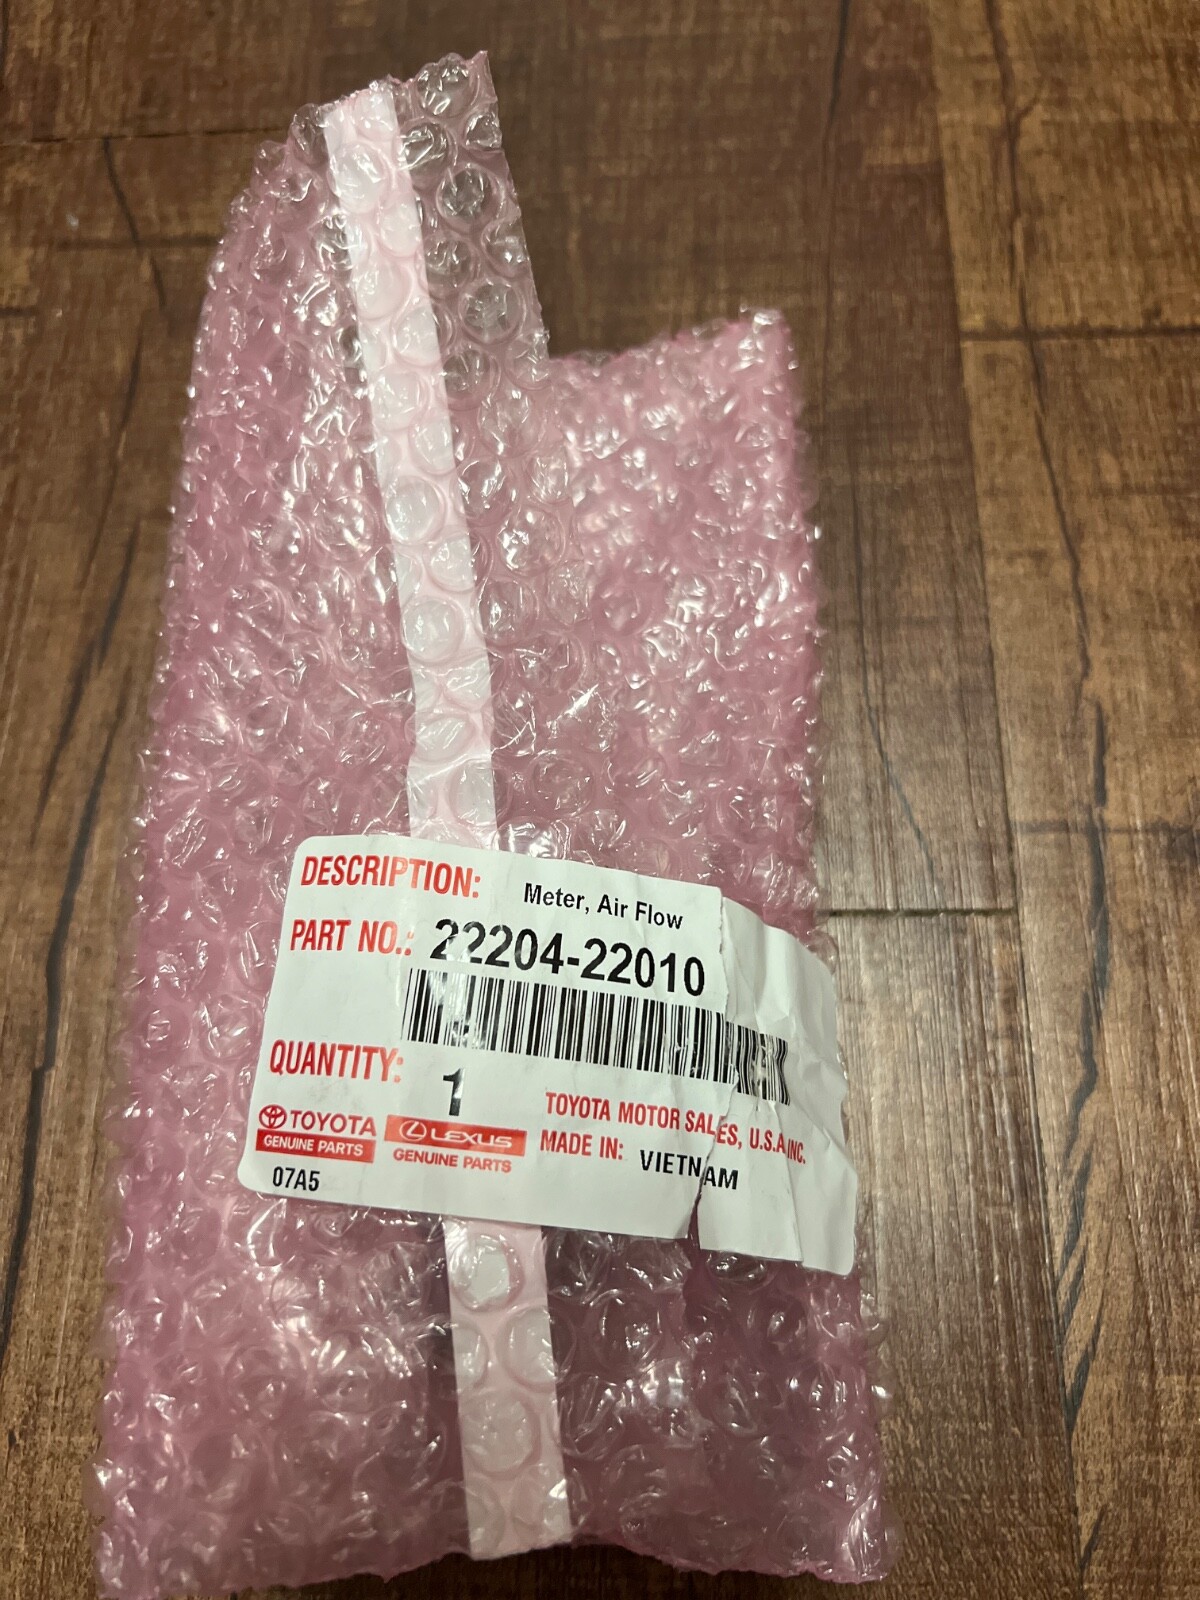 DESCRIPTION: Meter, Air Flow
PART NO.: 22204-22010
QUANTITY: 1
TOYOTA LEXUS TOYOTA MOTOR SALES, U.S.A INC.
GENUINE PARTS GENUINE PARTS MADE IN: VIETNAM
07A5